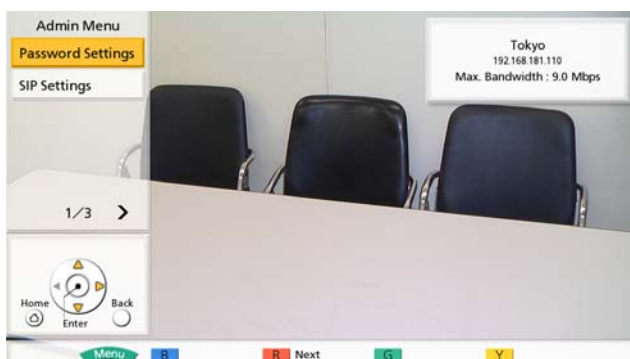 Admin Menu
Password Settings
SIP Settings
1/3
Tokyo
192.168.181.110
Max. Bandwidth : 9.0 Mbps
Home
Back
Enter
Menu
B
R Next
G
Y